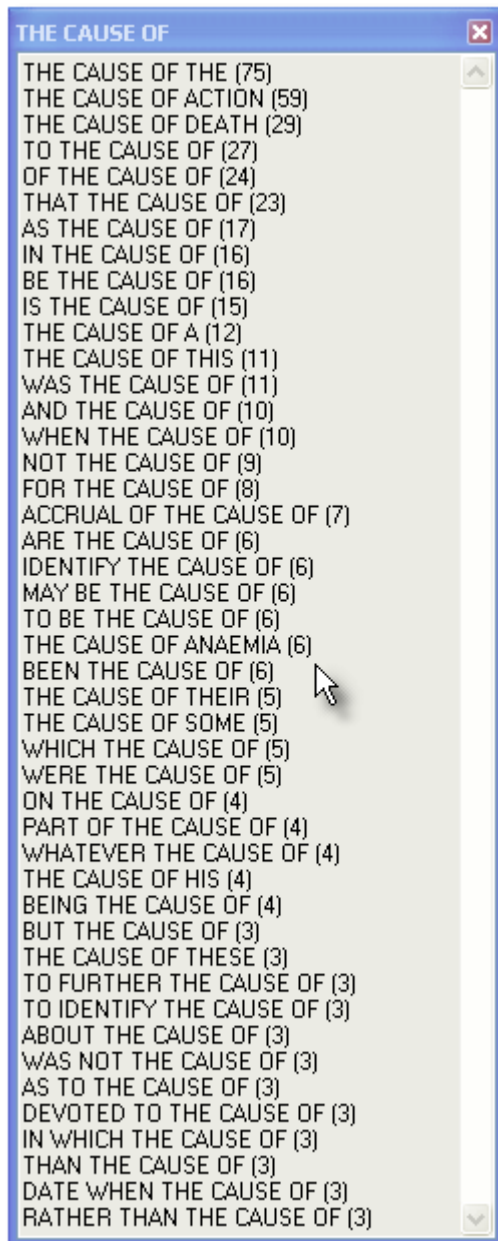 THE CAUSE OF
THE CAUSE OF THE (75)
THE CAUSE OF ACTION (59)
THE CAUSE OF DEATH (29)
TO THE CAUSE OF (27)
OF THE CAUSE OF (24)
THAT THE CAUSE OF (23)
AS THE CAUSE OF (17)
IN THE CAUSE OF (16)
BE THE CAUSE OF (16)
IS THE CAUSE OF (15)
THE CAUSE OF A (12)
THE CAUSE OF THIS (11)
WAS THE CAUSE OF (11)
AND THE CAUSE OF (10)
WHEN THE CAUSE OF (10)
NOT THE CAUSE OF (9)
FOR THE CAUSE OF (8)
ACCRUAL OF THE CAUSE OF (7)
ARE THE CAUSE OF (6)
IDENTIFY THE CAUSE OF (6)
MAY BE THE CAUSE OF (6)
TO BE THE CAUSE OF (6)
THE CAUSE OF ANAEMIA (6)
BEEN THE CAUSE OF (6)
THE CAUSE OF THEIR (5)
THE CAUSE OF SOME (5)
WHICH THE CAUSE OF (5)
WERE THE CAUSE OF (5)
ON THE CAUSE OF (4)
PART OF THE CAUSE OF (4)
WHATEVER THE CAUSE OF (4)
THE CAUSE OF HIS (4)
BEING THE CAUSE OF (4)
BUT THE CAUSE OF (3)
THE CAUSE OF THESE (3)
TO FURTHER THE CAUSE OF (3)
TO IDENTIFY THE CAUSE OF (3)
ABOUT THE CAUSE OF (3)
WAS NOT THE CAUSE OF (3)
AS TO THE CAUSE OF (3)
DEVOTED TO THE CAUSE OF (3)
IN WHICH THE CAUSE OF (3)
THAN THE CAUSE OF (3)
DATE WHEN THE CAUSE OF (3)
RATHER THAN THE CAUSE OF (3)